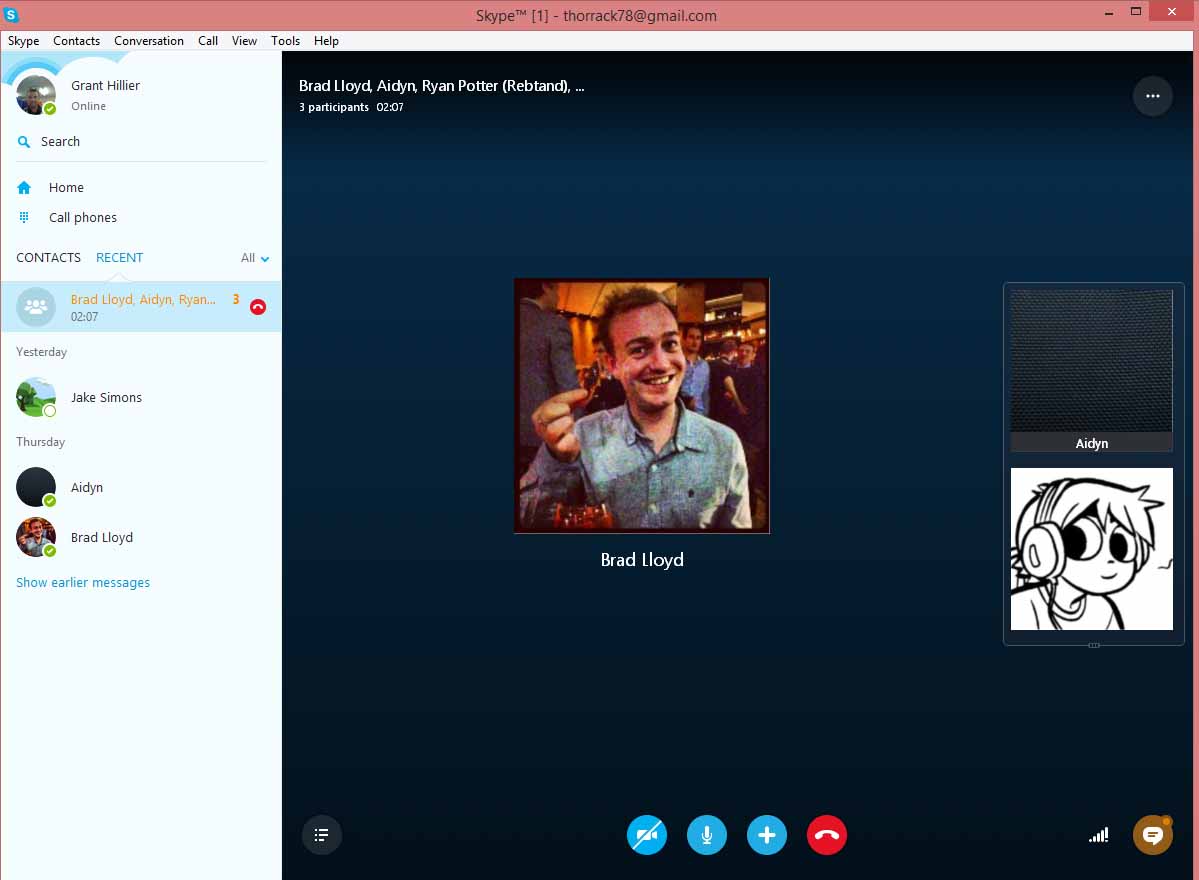 Skype™ [1] - thorrack78@gmail.com
Skype Contacts Conversation Call View Tools Help
Grant Hillier
Online
Search
Home
Call phones
CONTACTS RECENT All
Brad Lloyd, Aidyn, Ryan... 3
02:07
Yesterday
Jake Simons
Thursday
Aidyn
Brad Lloyd
Show earlier messages
Brad Lloyd, Aidyn, Ryan Potter (Rebtand), ...
3 participants 02:07
Brad Lloyd
Aidyn